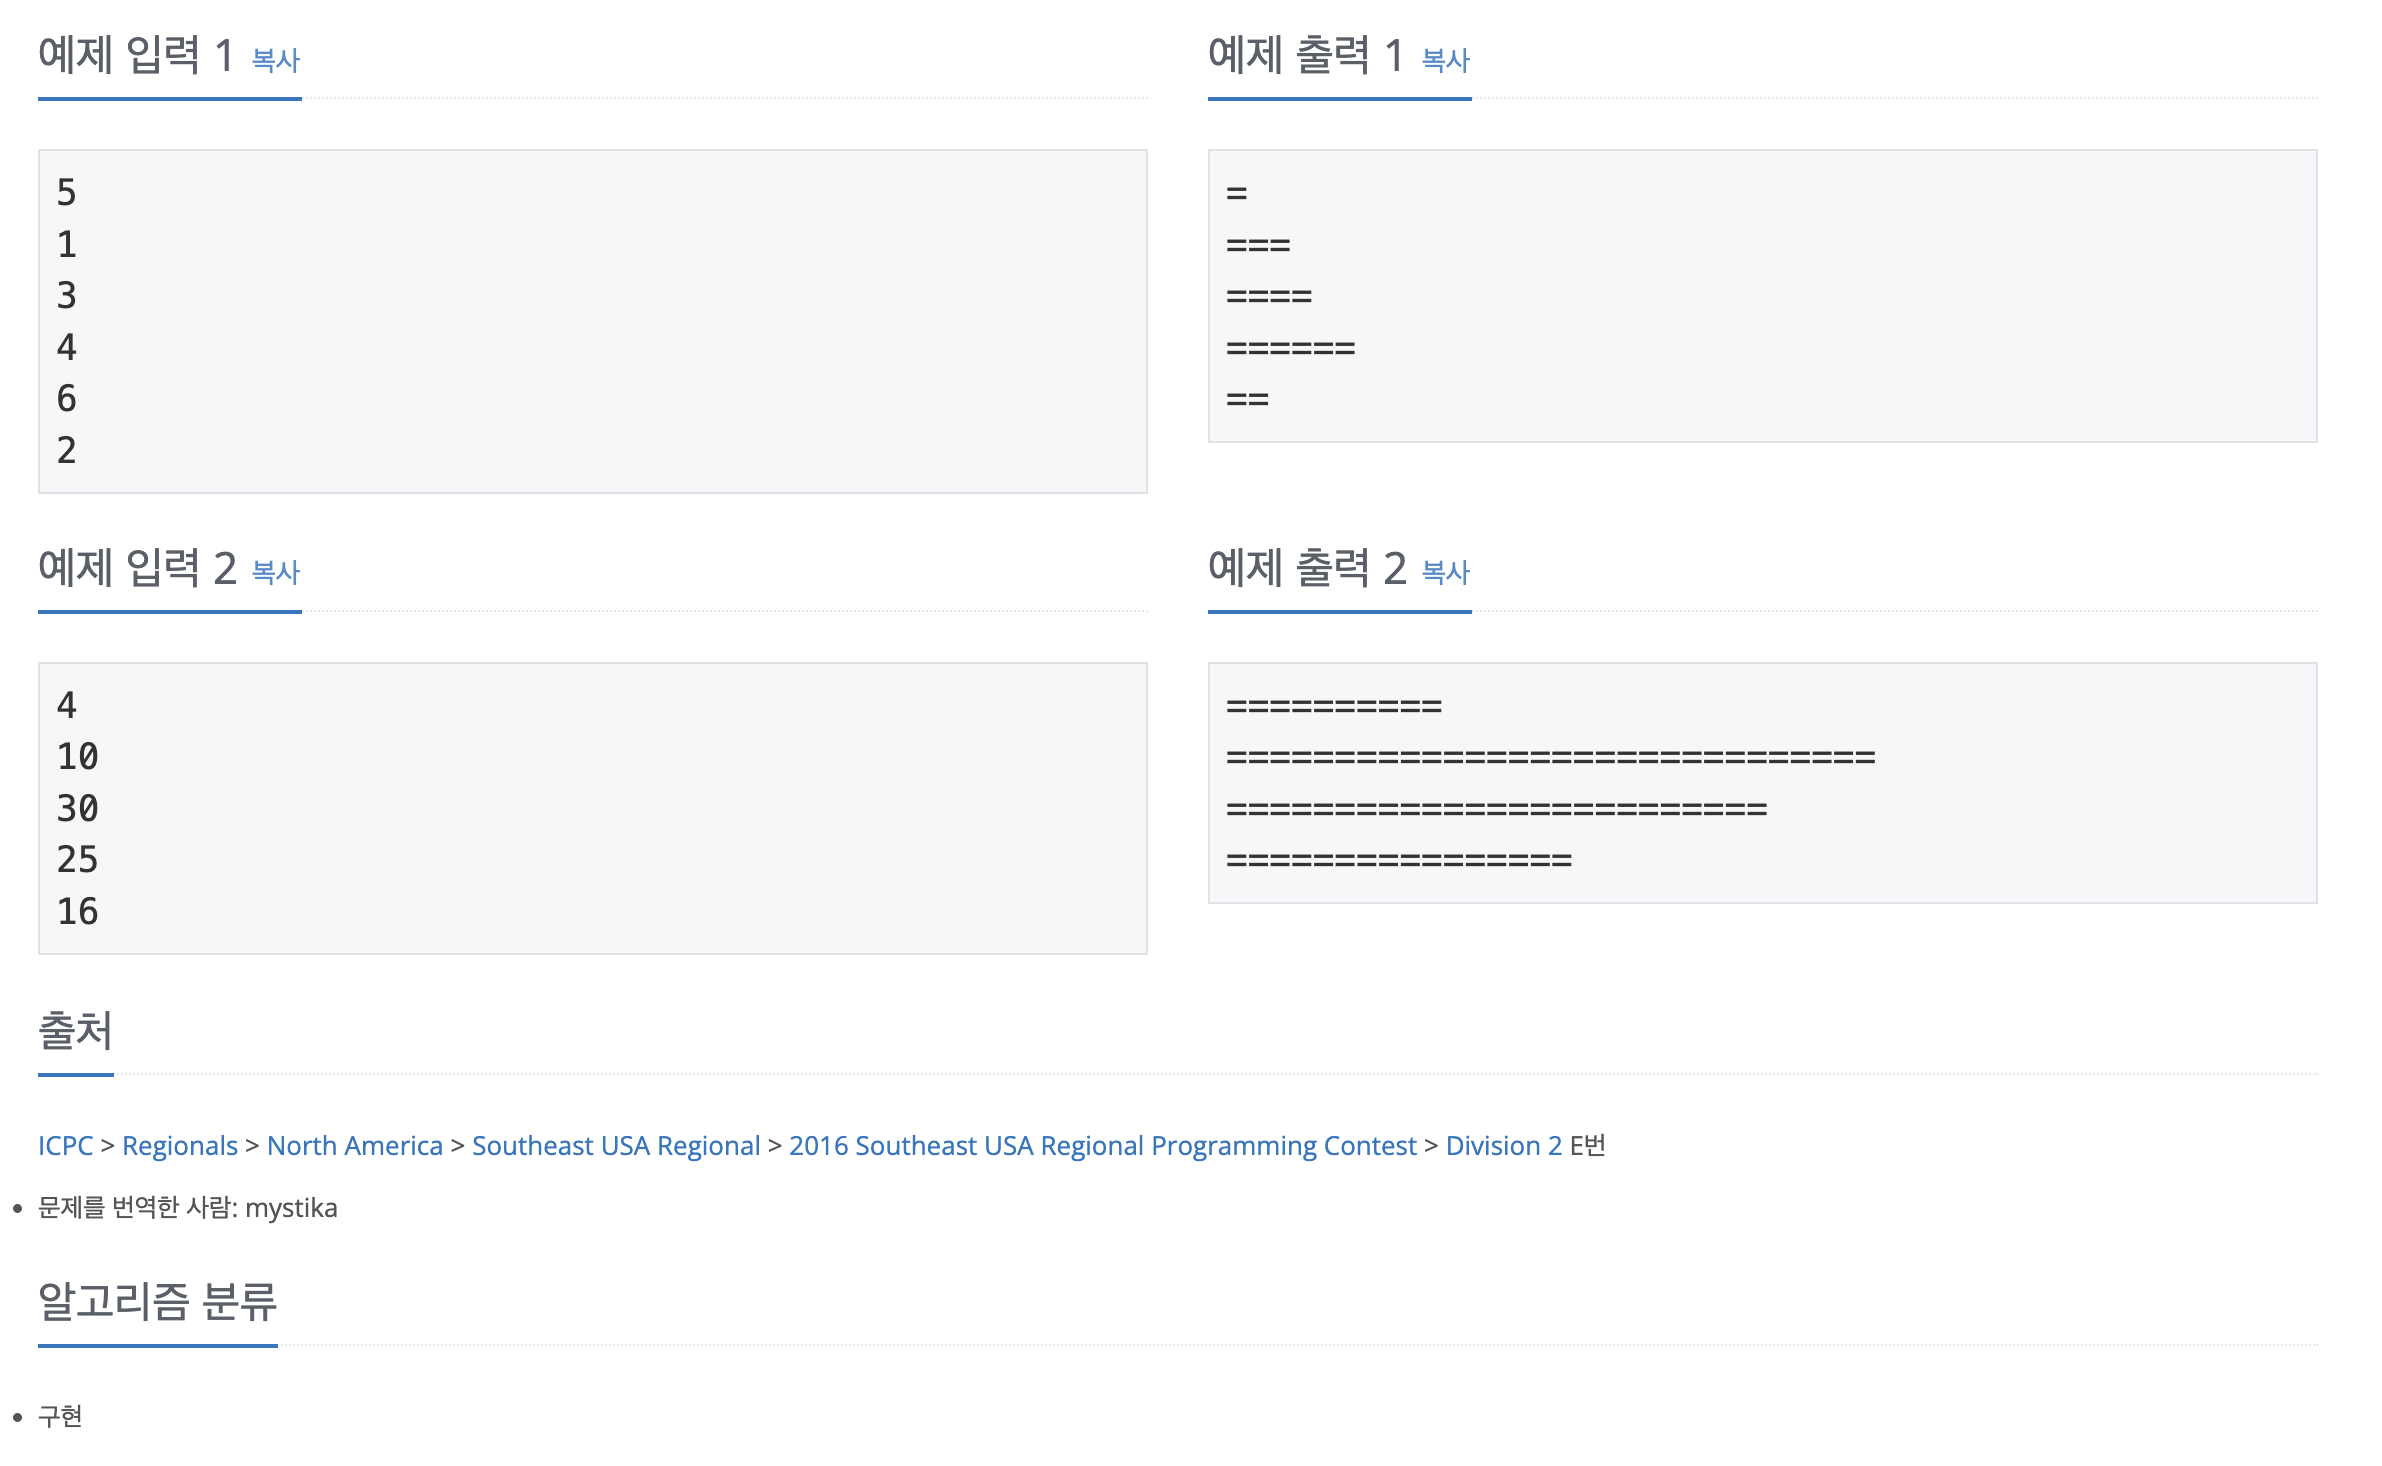 예제 입력 1 복사
5
1
3
4
6
2
예제 출력 1 복사
=
===
====
======
==
예제 입력 2 복사
4
10
30
25
16
예제 출력 2 복사
==========
==============================
=========================
================
출처
ICPC > Regionals > North America > Southeast USA Regional > 2016 Southeast USA Regional Programming Contest > Division 2 E번
• 문제를 번역한 사람: mystika
알고리즘 분류
• 구현